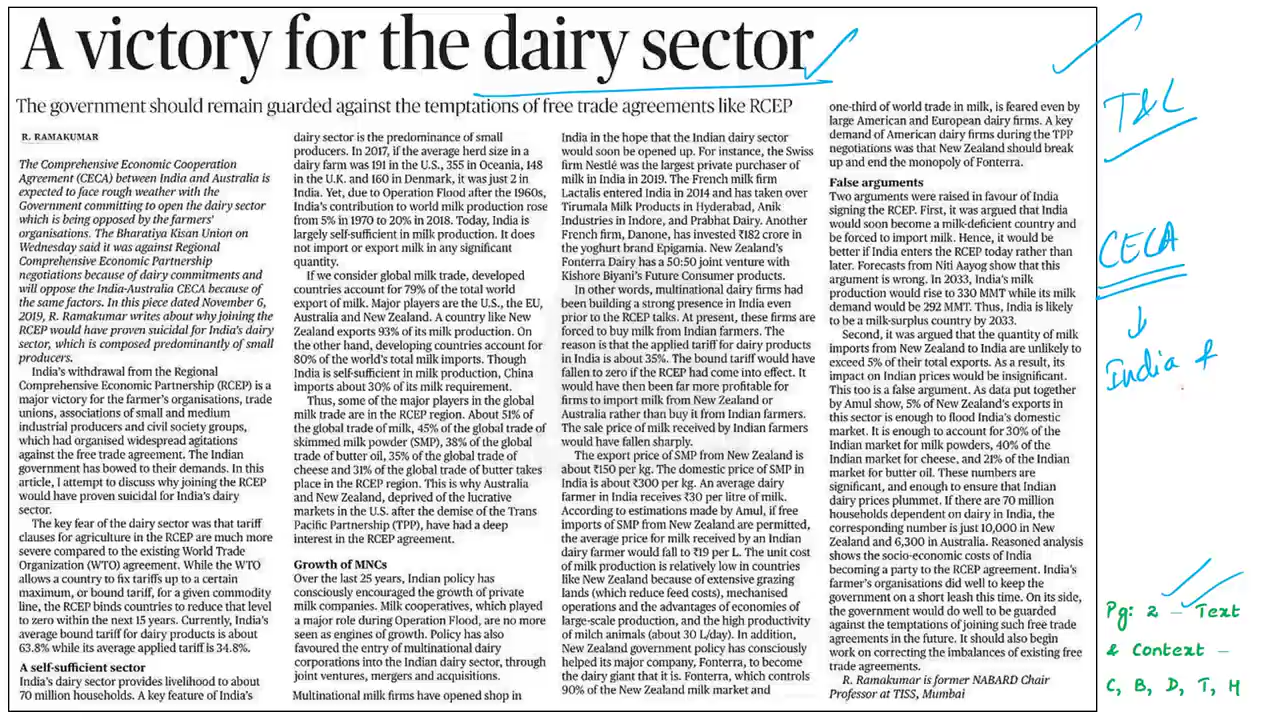 A victory for the dairy sector
The government should remain guarded against the temptations of free trade agreements like RCEP
R. RAMAKUMAR
The Comprehensive Economic Cooperation
Agreement (CECA) between India and Australia is
expected to face rough weather with the
Government committing to open the dairy sector
which is being opposed by the farmers'
organisations. The Bharatiya Kisan Union on
Wednesday said it was against Regional
Comprehensive Economic Partnership
negotiations because of dairy commitments and
will oppose the India-Australia CECA because of
the same factors. In this piece dated November 6,
2019, R. Ramakumar writes about why joining the
RCEP would have proven suicidal for India's dairy
sector, which is composed predominantly of small
producers.
India's withdrawal from the Regional
Comprehensive Economic Partnership (RCEP) is a
major victory for the farmer's organisations, trade
unions, associations of small and medium
industrial producers and civil society groups,
which had organised widespread agitations
against the free trade agreement. The Indian
government has bowed to their demands. In this
article, I attempt to discuss why joining the RCEP
would have proven suicidal for India's dairy
sector.
The key fear of the dairy sector was that tariff
clauses for agriculture in the RCEP are much more
severe compared to the existing World Trade
Organization (WTO) agreement. While the WTO
allows a country to fix tariffs up to a certain
maximum, or bound tariff, for a given commodity
line, the RCEP binds countries to reduce that level
to zero within the next 15 years. Currently, India's
average bound tariff for dairy products is about
63.8% while its average applied tariff is 34.8%.
A self-sufficient sector
India's dairy sector provides livelihood to about
70 million households. A key feature of India's
dairy sector is the predominance of small
producers. In 2017, if the average herd size in a
dairy farm was 191 in the U.S., 355 in Oceania, 148
in the U.K. and 160 in Denmark, it was just 2 in
India. Yet, due to Operation Flood after the 1960s,
India's contribution to world milk production rose
from 5% in 1970 to 20% in 2018. Today, India is
largely self-sufficient in milk production. It does
not import or export milk in any significant
quantity.
If we consider global milk trade, developed
countries account for 79% of the total world
export of milk. Major players are the U.S., the EU,
Australia and New Zealand. A country like New
Zealand exports 93% of its milk production. On
the other hand, developing countries account for
80% of the world's total milk imports. Though
India is self-sufficient in milk production, China
imports about 30% of its milk requirement.
Thus, some of the major players in the global
milk trade are in the RCEP region. About 51% of
the global trade of milk, 45% of the global trade of
skimmed milk powder (SMP), 38% of the global
trade of butter oil, 35% of the global trade of
cheese and 31% of the global trade of butter takes
place in the RCEP region. This is why Australia
and New Zealand, deprived of the lucrative
markets in the U.S. after the demise of the Trans
Pacific Partnership (TPP), have had a deep
interest in the RCEP agreement.
Growth of MNCs
Over the last 25 years, Indian policy has
consciously encouraged the growth of private
milk companies. Milk cooperatives, which played
a major role during Operation Flood, are no more
seen as engines of growth. Policy has also
favoured the entry of multinational dairy
corporations into the Indian dairy sector, through
joint ventures, mergers and acquisitions.
Multinational milk firms have opened shop in
India in the hope that the Indian dairy sector
would soon be opened up. For instance, the Swiss
firm Nestlé was the largest private purchaser of
milk in India in 2019. The French milk firm
Lactalis entered India in 2014 and has taken over
Tirumala Milk Products in Hyderabad, Anik
Industries in Indore, and Prabhat Dairy. Another
French firm, Danone, has invested ₹182 crore in
the yoghurt brand Epigamia. New Zealand's
Fonterra Dairy has a 50:50 joint venture with
Kishore Biyani's Future Consumer products.
In other words, multinational dairy firms had
been building a strong presence in India even
prior to the RCEP talks. At present, these firms are
forced to buy milk from Indian farmers. The
reason is that the applied tariff for dairy products
in India is about 35%. The bound tariff would have
fallen to zero if the RCEP had come into effect. It
would have then been far more profitable for
firms to import milk from New Zealand or
Australia rather than buy it from Indian farmers.
The sale price of milk received by Indian farmers
would have fallen sharply.
The export price of SMP from New Zealand is
about ₹150 per kg. The domestic price of SMP in
India is about ₹300 per kg. An average dairy
farmer in India receives ₹30 per litre of milk.
According to estimations made by Amul, if free
imports of SMP from New Zealand are permitted,
the average price for milk received by an Indian
dairy farmer would fall to ₹19 per L. The unit cost
of milk production is relatively low in countries
like New Zealand because of extensive grazing
lands (which reduce feed costs), mechanised
operations and the advantages of economies of
large-scale production, and the high productivity
of milch animals (about 30 L/day). In addition,
New Zealand government policy has consciously
helped its major company, Fonterra, to become
the dairy giant that it is. Fonterra, which controls
90% of the New Zealand milk market and
one-third of world trade in milk, is feared even by
large American and European dairy firms. A key
demand of American dairy firms during the TPP
negotiations was that New Zealand should break
up and end the monopoly of Fonterra.
False arguments
Two arguments were raised in favour of India
signing the RCEP. First, it was argued that India
would soon become a milk-deficient country and
be forced to import milk. Hence, it would be
better if India enters the RCEP today rather than
later. Forecasts from Niti Aayog show that this
argument is wrong. In 2033, India's milk
production would rise to 330 MMT while its milk
demand would be 292 MMT. Thus, India is likely
to be a milk-surplus country by 2033.
Second, it was argued that the quantity of milk
imports from New Zealand to India are unlikely to
exceed 5% of their total exports. As a result, its
impact on Indian prices would be insignificant.
This too is a false argument. As data put together
by Amul show, 5% of New Zealand's exports in
this sector is enough to flood India's domestic
market. It is enough to account for 30% of the
Indian market for milk powders, 40% of the
Indian market for cheese, and 21% of the Indian
market for butter oil. These numbers are
significant, and enough to ensure that Indian
dairy prices plummet. If there are 70 million
households dependent on dairy in India, the
corresponding number is just 10,000 in New
Zealand and 6,300 in Australia. Reasoned analysis
shows the socio-economic costs of India
becoming a party to the RCEP agreement. India's
farmer's organisations did well to keep the
government on a short leash this time. On its side,
the government would do well to be guarded
against the temptations of joining such free trade
agreements in the future. It should also begin
work on correcting the imbalances of existing free
trade agreements.
R. Ramakumar is former NABARD Chair
Professor at TISS, Mumbai
T&C
CECA
India &
Pg: 2 - Text
& Context -
C, B, D, T, H